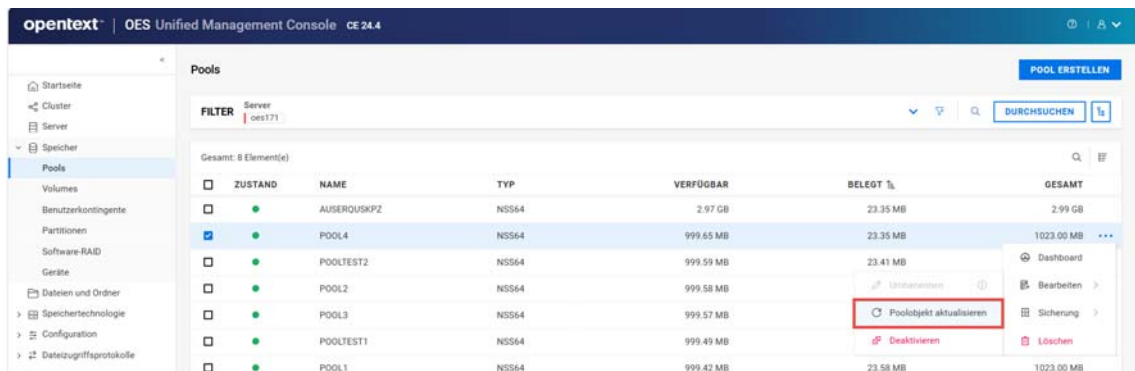 opentext™ | OES Unified Management Console CE 24.4
Startseite
Cluster
Server
Speicher
Pools
Volumes
Benutzerkontingente
Partitionen
Software-RAID
Geräte
Dateien und Ordner
Speichertechnologie
Configuration
Dateizugriffsprotokolle
Pools
POOL ERSTELLEN
FILTER Server
oes171
DURCHSUCHEN
Gesamt: 8 Element(e)
ZUSTAND NAME TYP VERFÜGBAR BELEGT GESAMT
AUSERQUSKPZ NSS64 2.97 GB 23.35 MB 2.99 GB
POOL4 NSS64 999.65 MB 23.35 MB 1023.00 MB
POOLTEST2 NSS64 999.59 MB 23.41 MB
POOL2 NSS64 999.58 MB
POOL3 NSS64 999.57 MB
POOLTEST1 NSS64 999.49 MB
POOL1 NSS64 999.42 MB 23.58 MB 1023.00 MB
Dashboard
Bearbeiten
Sicherung
Löschen
Umbenennen
Poolobjekt aktualisieren
Deaktivieren